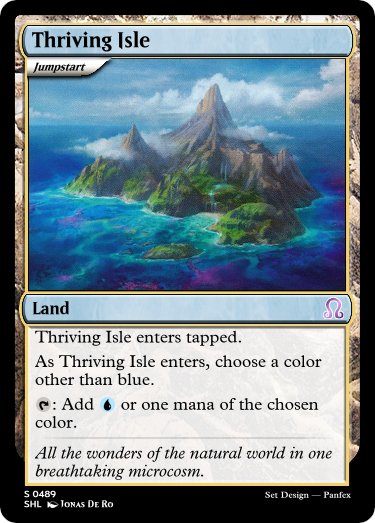 Thriving Isle
Jumpstart
Land
Thriving Isle enters tapped.
As Thriving Isle enters, choose a color
other than blue.
: Add or one mana of the chosen
color.
All the wonders of the natural world in one
breathtaking microcosm.
S 0489
SHL Jonas De Ro
Set Design — Panfex